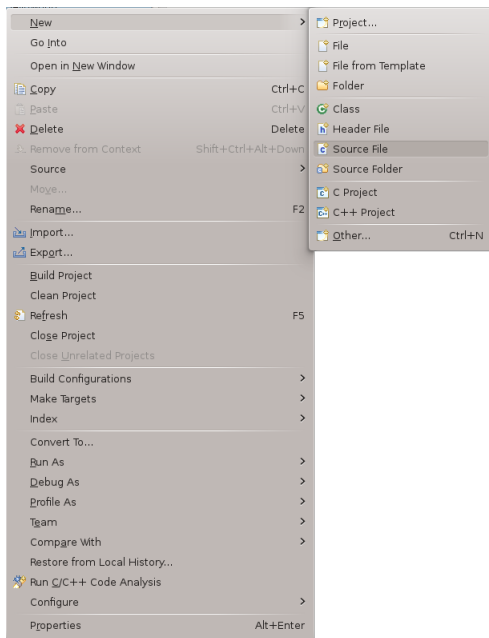 New
Go Into
Open in New Window
Copy Ctrl+C
Paste Ctrl+V
Delete Delete
Remove from Context Shift+Ctrl+Alt+Down
Source
Move...
Rename... F2
Import...
Export...
Build Project
Clean Project
Refresh F5
Close Project
Close Unrelated Projects
Build Configurations
Make Targets
Index
Convert To...
Run As
Debug As
Profile As
Team
Compare With
Restore from Local History...
Run C/C++ Code Analysis
Configure
Properties Alt+Enter
Project...
File
File from Template
Folder
Class
Header File
Source File
Source Folder
C Project
C++ Project
Other... Ctrl+N